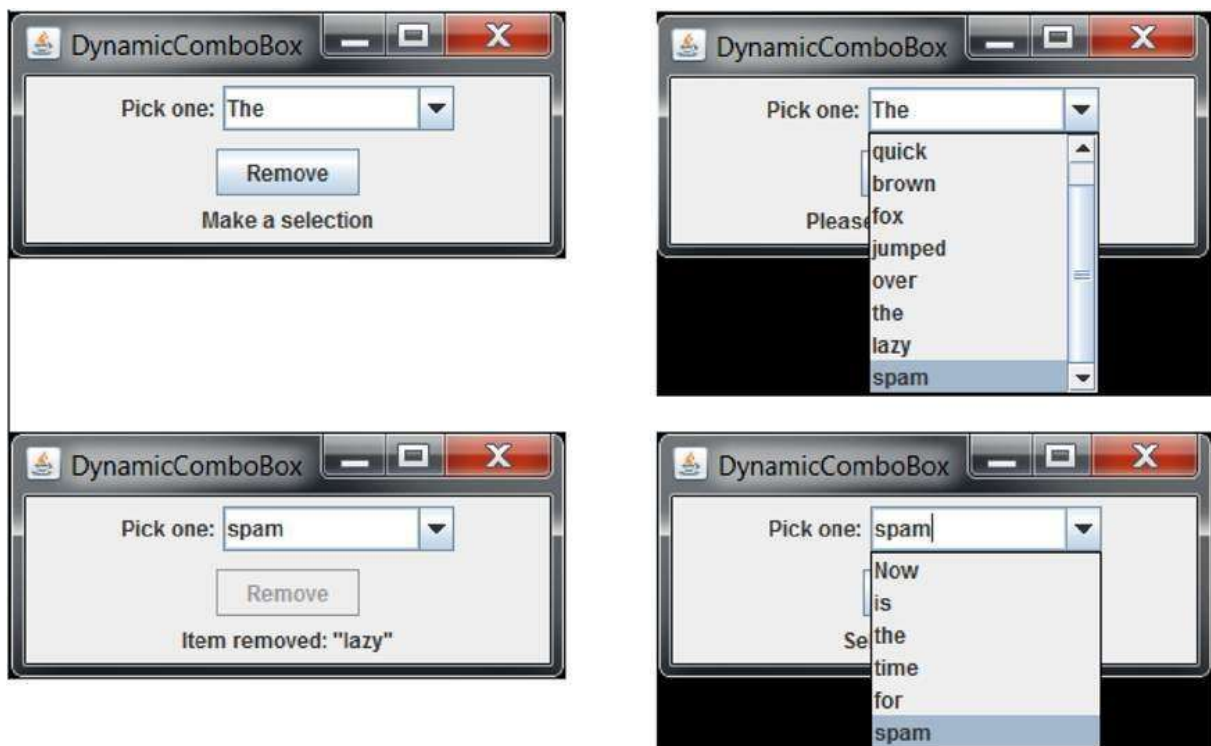 DynamicComboBox
Pick one: The
Remove
Make a selection
DynamicComboBox
Pick one: The
quick
brown
Please fox
jumped
over
the
lazy
spam
DynamicComboBox
Pick one: spam
Remove
Item removed: "lazy"
DynamicComboBox
Pick one: spam
Now
is
Se the
time
for
spam